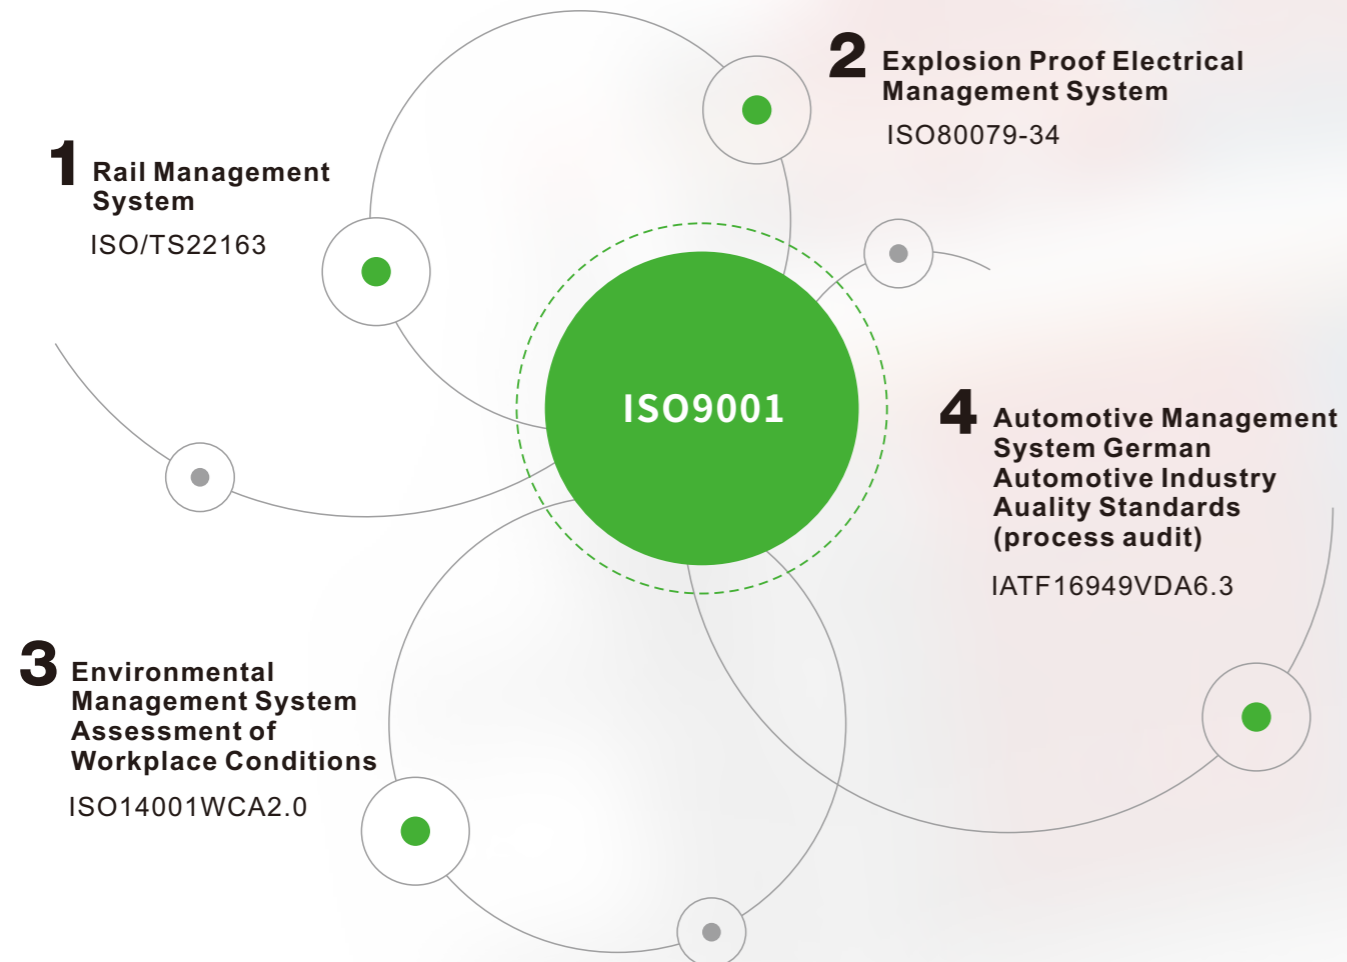 1
Rail Management
System
ISO/TS22163
2
Explosion Proof Electrical
Management System
ISO80079-34
ISO9001
3
Environmental
Management System
Assessment of
Workplace Conditions
ISO14001WCA2.0
4
Automotive Management
System German
Automotive Industry
Auality Standards
(process audit)
IATF16949VDA6.3